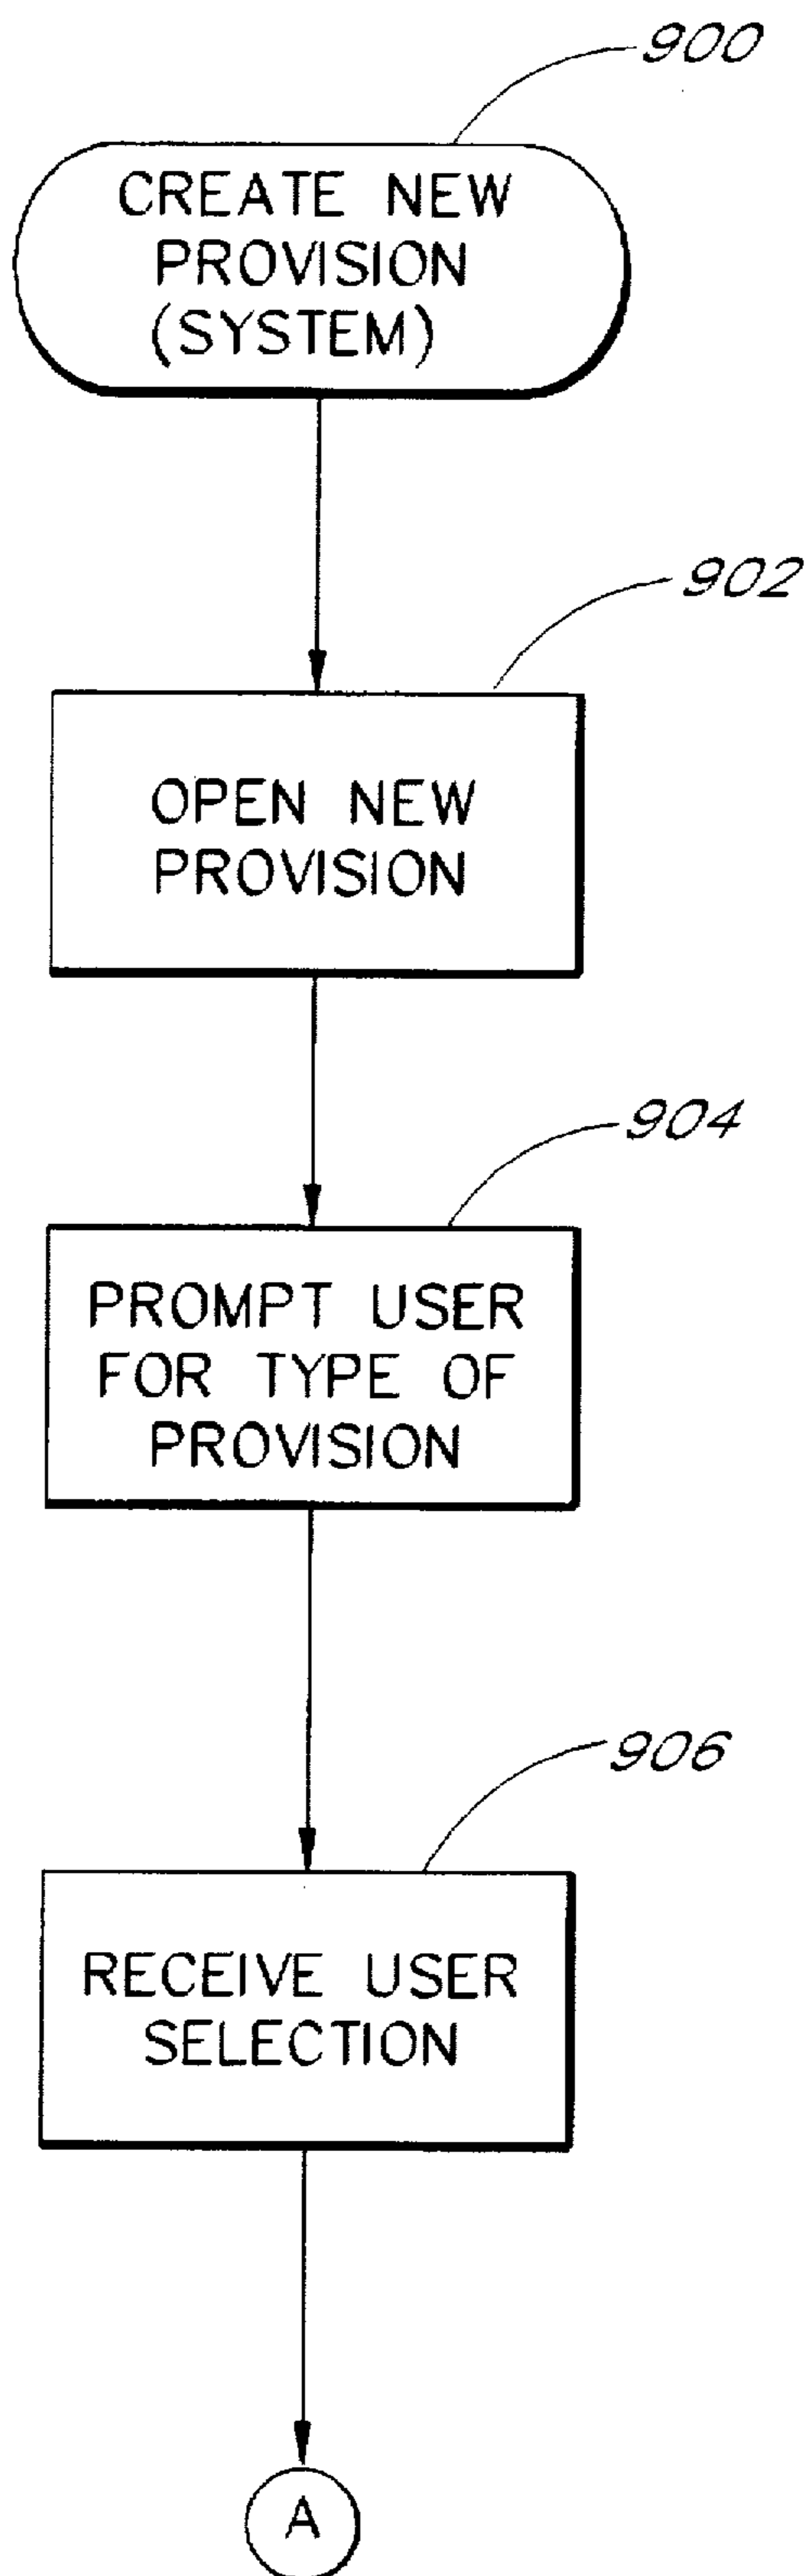 900
CREATE NEW
PROVISION
(SYSTEM)
902
OPEN NEW
PROVISION
904
PROMPT USER
FOR TYPE OF
PROVISION
906
RECEIVE USER
SELECTION
A